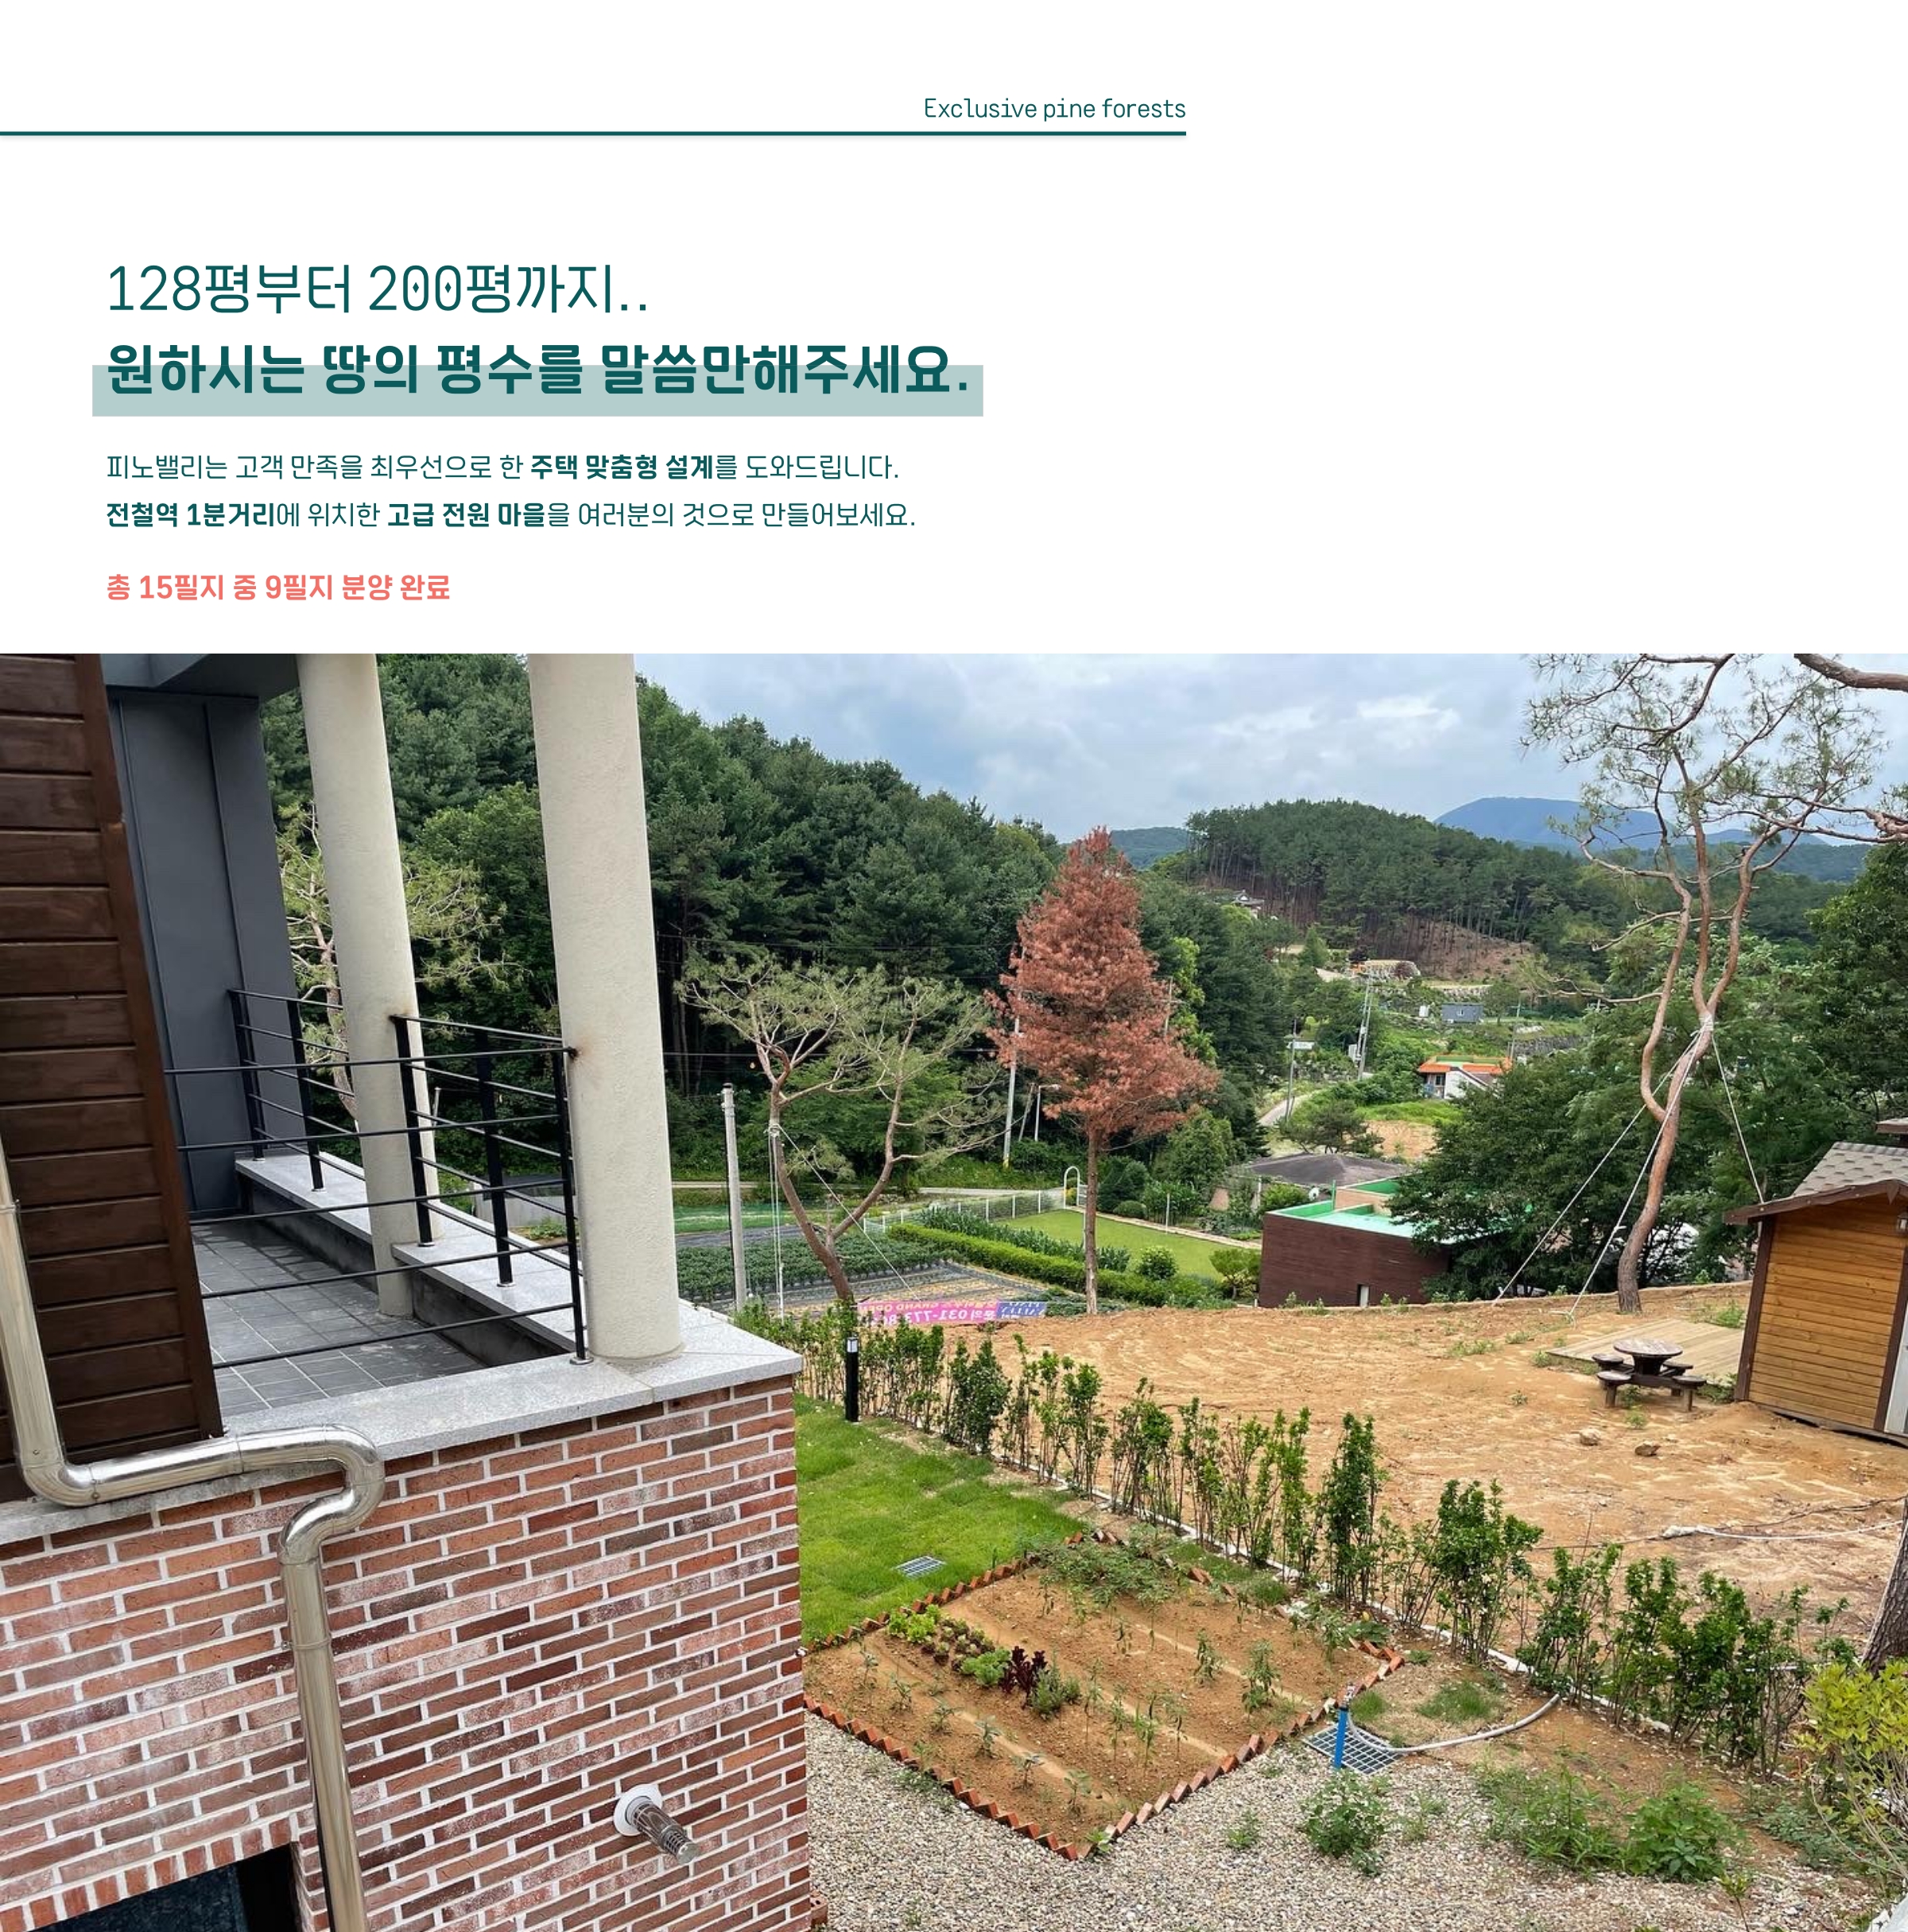 Exclusive pine forests
128평부터 200평까지..
원하시는 땅의 평수를 말씀만해주세요.
피노밸리는 고객 만족을 최우선으로 한 주택 맞춤형 설계를 도와드립니다.
전철역 1분거리에 위치한 고급 전원 마을을 여러분의 것으로 만들어보세요.
총 15필지 중 9필지 분양 완료
GRAND OPEN